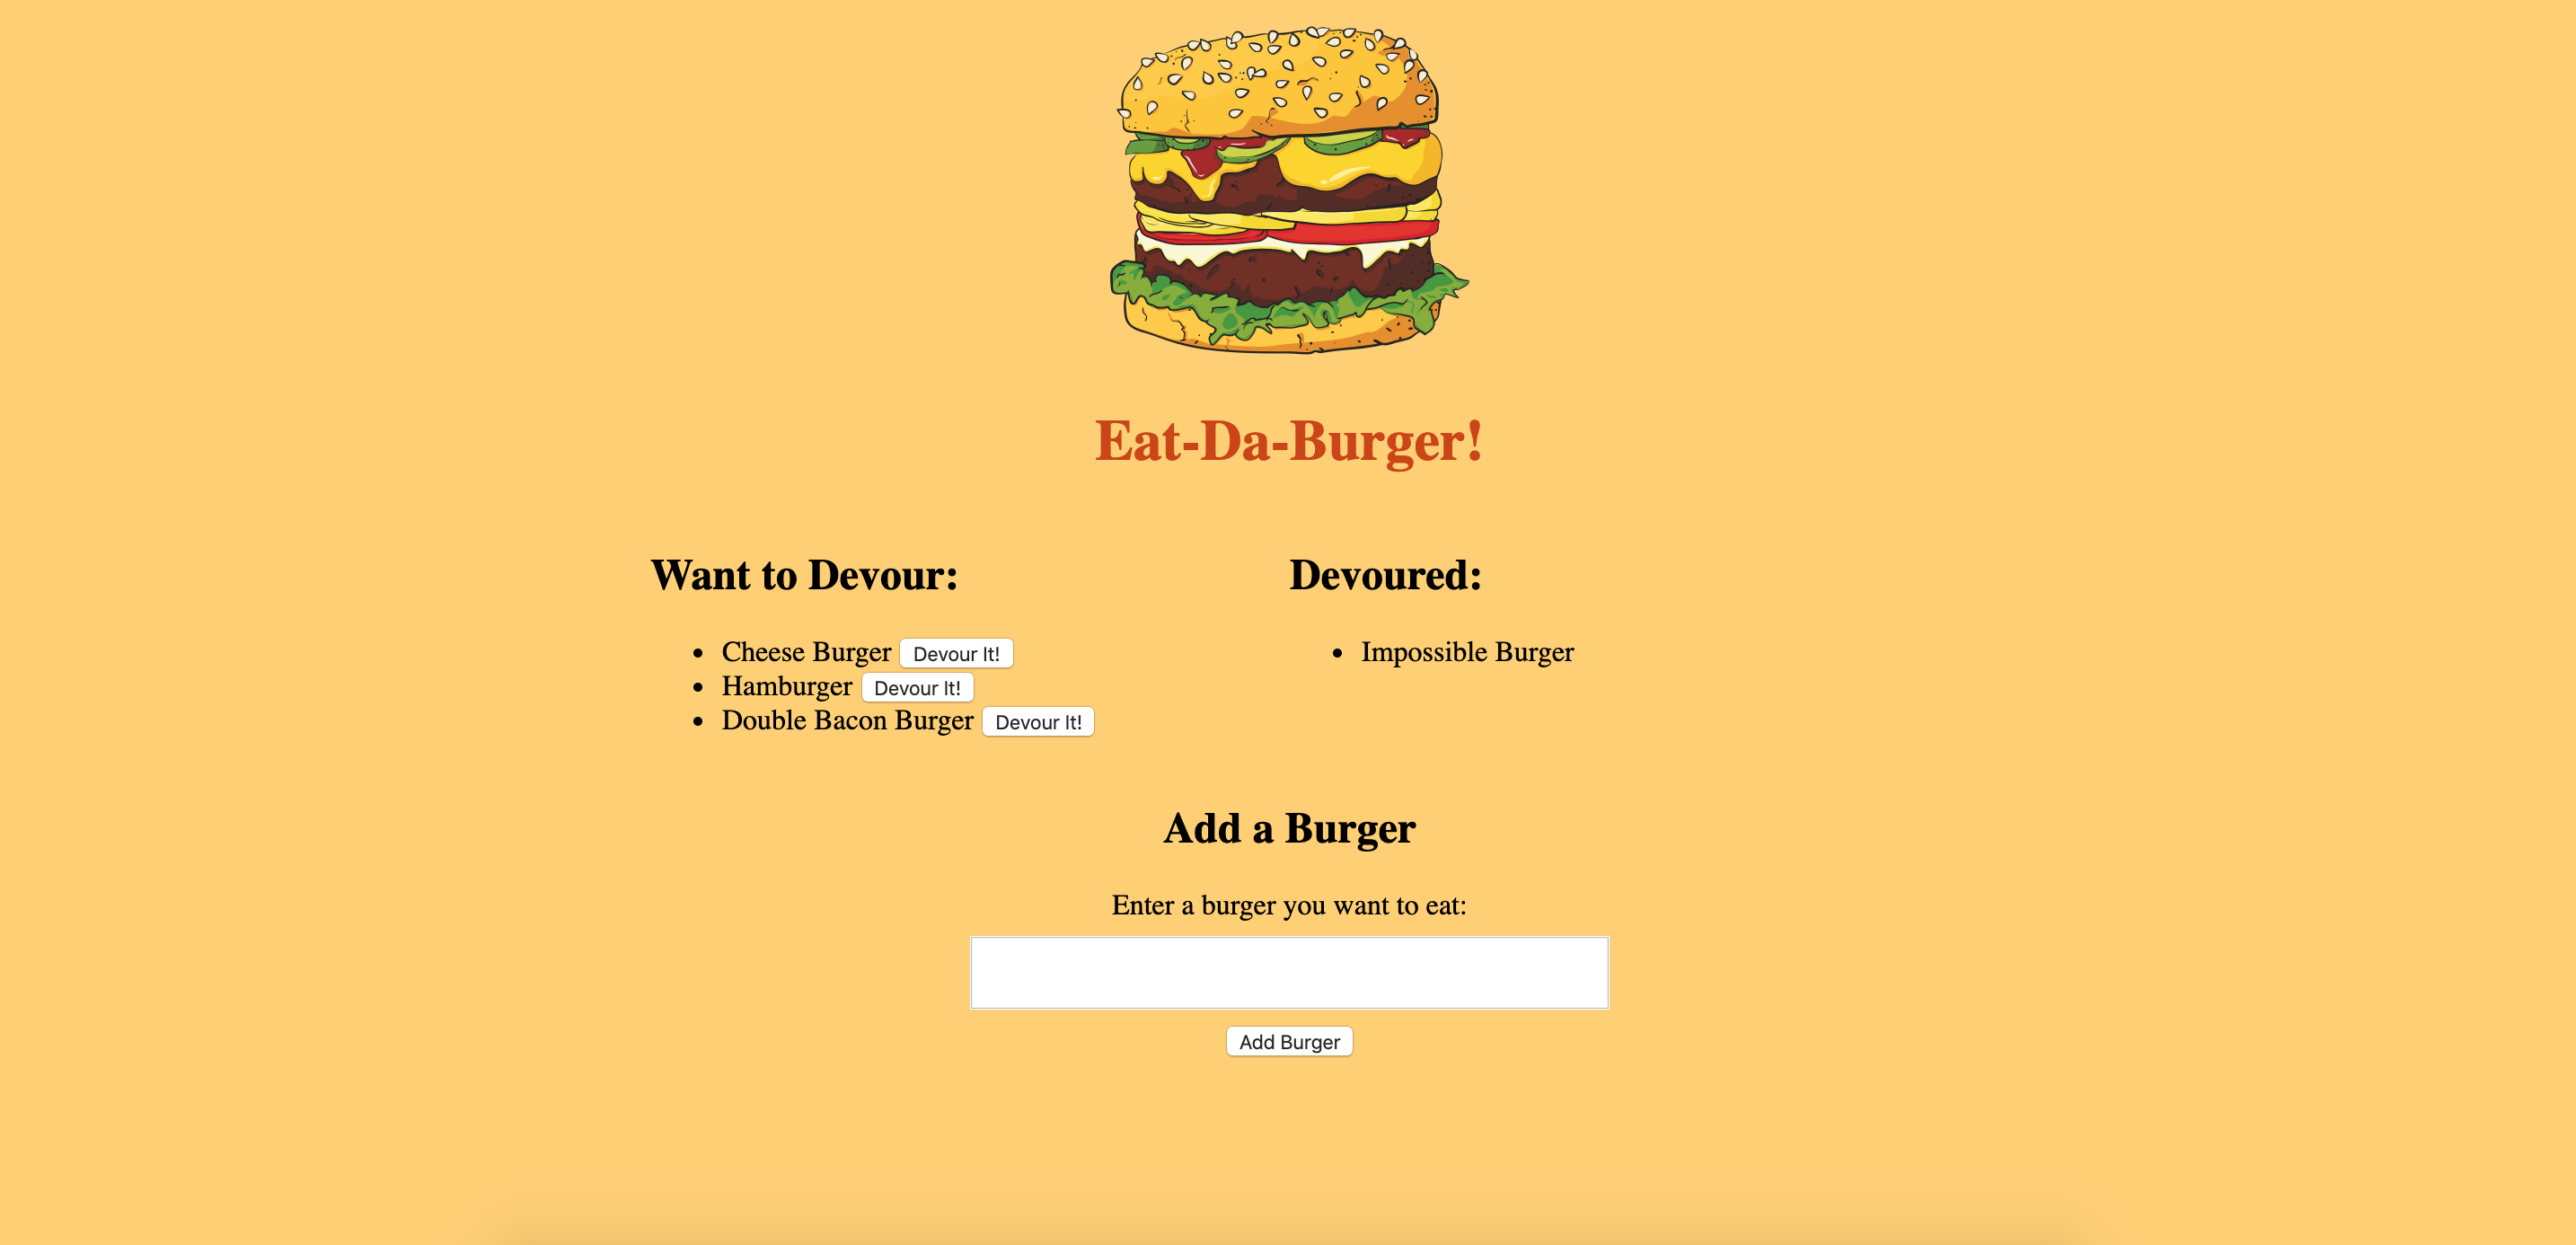 Eat-Da-Burger!
Want to Devour:
Cheese Burger Devour It!
Hamburger Devour It!
Double Bacon Burger Devour It!
Devoured:
Impossible Burger
Add a Burger
Enter a burger you want to eat:
Add Burger